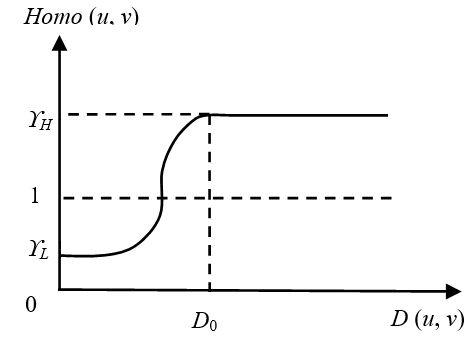 Homo (u, v)
ϒH
1
ϒL
0
D0
D (u, v)